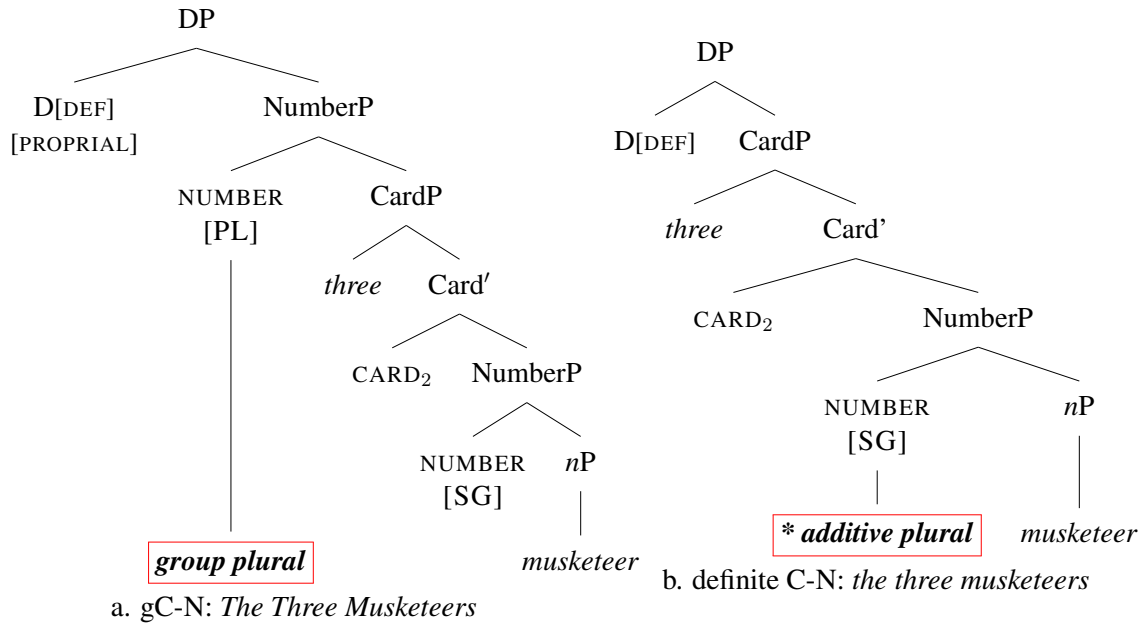 DP
D[DEF] NumberP
[PROPRIAL]
NUMBER CardP
[PL]
three Card′
CARD₂ NumberP
NUMBER nP
[SG]
group plural musketeer
a. gC-N: The Three Musketeers
DP
D[DEF] CardP
three Card’
CARD₂ NumberP
NUMBER nP
[SG]
* additive plural musketeer
b. definite C-N: the three musketeers